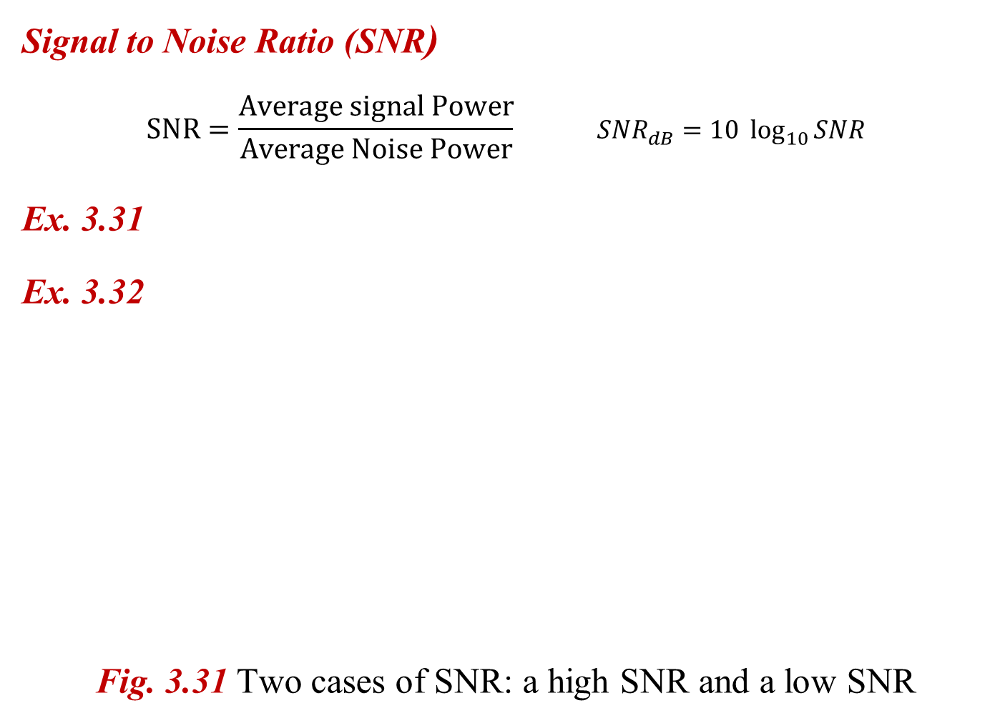 Signal to Noise Ratio (SNR)
SNR = Average signal Power / Average Noise Power
SNR_dB = 10 log_10 SNR
Ex. 3.31
Ex. 3.32
Fig. 3.31 Two cases of SNR: a high SNR and a low SNR